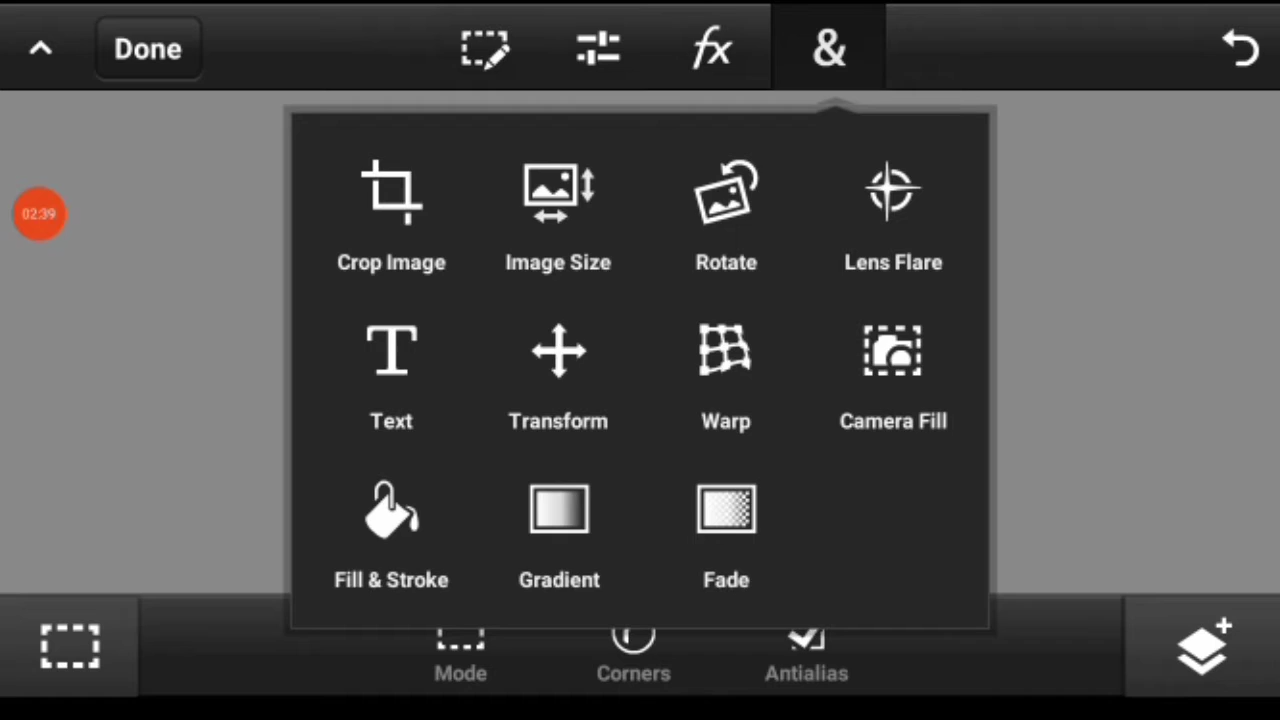 Done
fx
&
02:39
Crop Image
Image Size
Rotate
Lens Flare
T
Text
Transform
Warp
Camera Fill
Fill & Stroke
Gradient
Fade
Mode
Corners
Antialias